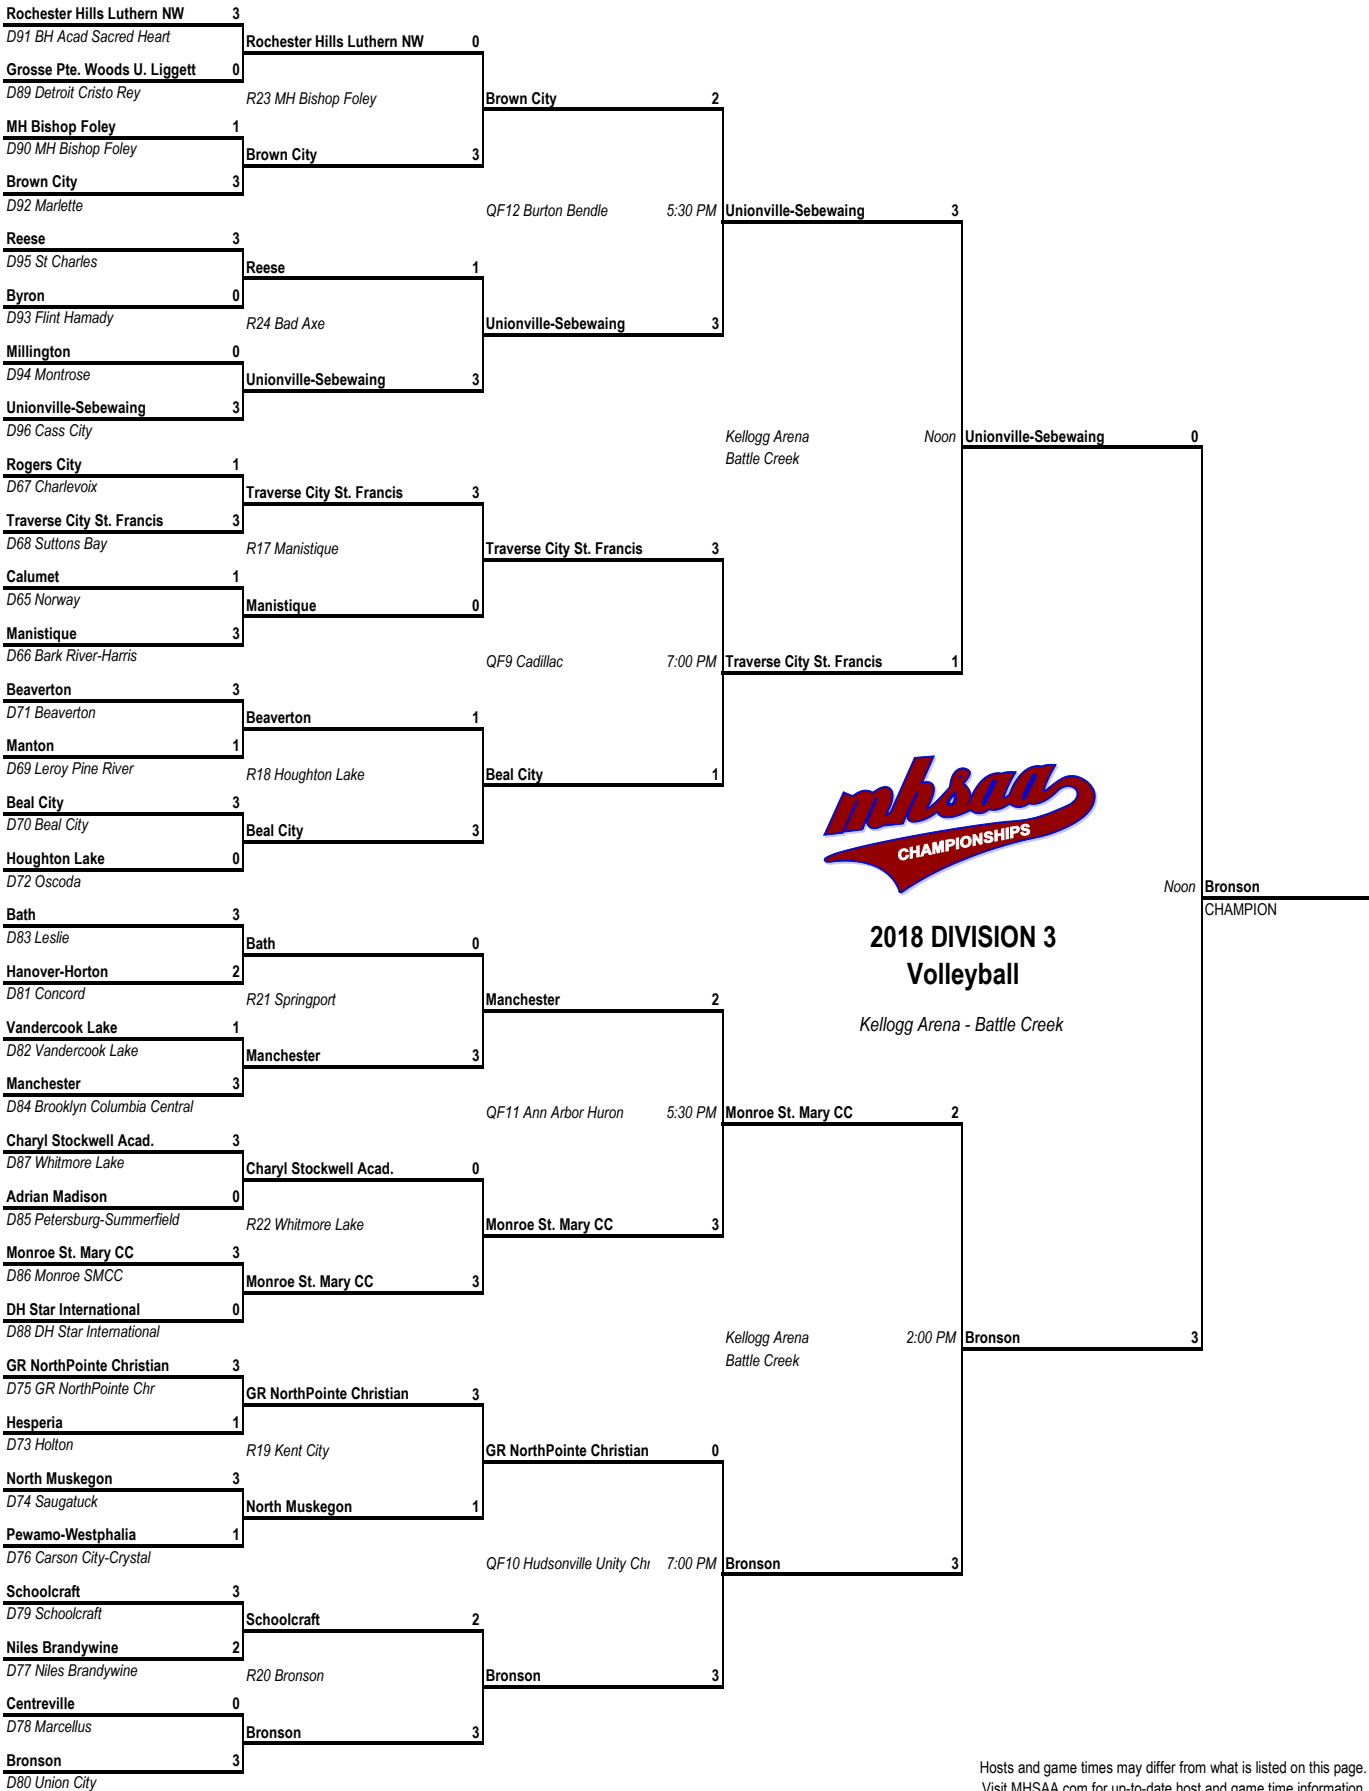 Rochester Hills Luthern NW 3
D91 BH Acad Sacred Heart
Rochester Hills Luthern NW 0
Grosse Pte. Woods U. Liggett 0
D89 Detroit Cristo Rey
R23 MH Bishop Foley
Brown City 2
MH Bishop Foley 1
D90 MH Bishop Foley
Brown City 3
Brown City 3
D92 Marlette
QF12 Burton Bendle 5:30 PM
Unionville-Sebewaing 3
Reese 3
D95 St Charles
Reese 1
Byron 0
D93 Flint Hamady
R24 Bad Axe
Unionville-Sebewaing 3
Millington 0
D94 Montrose
Unionville-Sebewaing 3
Unionville-Sebewaing 3
D96 Cass City
Kellogg Arena Noon
Battle Creek
Unionville-Sebewaing 0
Rogers City 1
D67 Charlevoix
Traverse City St. Francis 3
Traverse City St. Francis 3
D68 Suttons Bay
R17 Manistique
Traverse City St. Francis 3
Calumet 1
D65 Norway
Manistique 0
Manistique 3
D66 Bark River-Harris
QF9 Cadillac 7:00 PM
Traverse City St. Francis 1
Beaverton 3
D71 Beaverton
Beaverton 1
Manton 1
D69 Leroy Pine River
R18 Houghton Lake
Beal City 1
Beal City 3
D70 Beal City
Beal City 3
Houghton Lake 0
D72 Oscoda
mhsaa
CHAMPIONSHIPS
Noon
Bronson
CHAMPION
2018 DIVISION 3
Volleyball
Kellogg Arena - Battle Creek
Bath 3
D83 Leslie
Bath 0
Hanover-Horton 2
D81 Concord
R21 Springport
Manchester 2
Vandercook Lake 1
D82 Vandercook Lake
Manchester 3
Manchester 3
D84 Brooklyn Columbia Central
QF11 Ann Arbor Huron 5:30 PM
Monroe St. Mary CC 2
Charyl Stockwell Acad. 3
D87 Whitmore Lake
Charyl Stockwell Acad. 0
Adrian Madison 0
D85 Petersburg-Summerfield
R22 Whitmore Lake
Monroe St. Mary CC 3
Monroe St. Mary CC 3
D86 Monroe SMCC
Monroe St. Mary CC 3
DH Star International 0
D88 DH Star International
Kellogg Arena 2:00 PM
Battle Creek
Bronson 3
GR NorthPointe Christian 3
D75 GR NorthPointe Chr
GR NorthPointe Christian 3
Hesperia 1
D73 Holton
R19 Kent City
GR NorthPointe Christian 0
North Muskegon 3
D74 Saugatuck
North Muskegon 1
Pewamo-Westphalia 1
D76 Carson City-Crystal
QF10 Hudsonville Unity Chr 7:00 PM
Bronson 3
Schoolcraft 3
D79 Schoolcraft
Schoolcraft 2
Niles Brandywine 2
D77 Niles Brandywine
R20 Bronson
Bronson 3
Centreville 0
D78 Marcellus
Bronson 3
Bronson 3
D80 Union City
Hosts and game times may differ from what is listed on this page.
Visit MHSAA.com for up-to-date host and game time information.